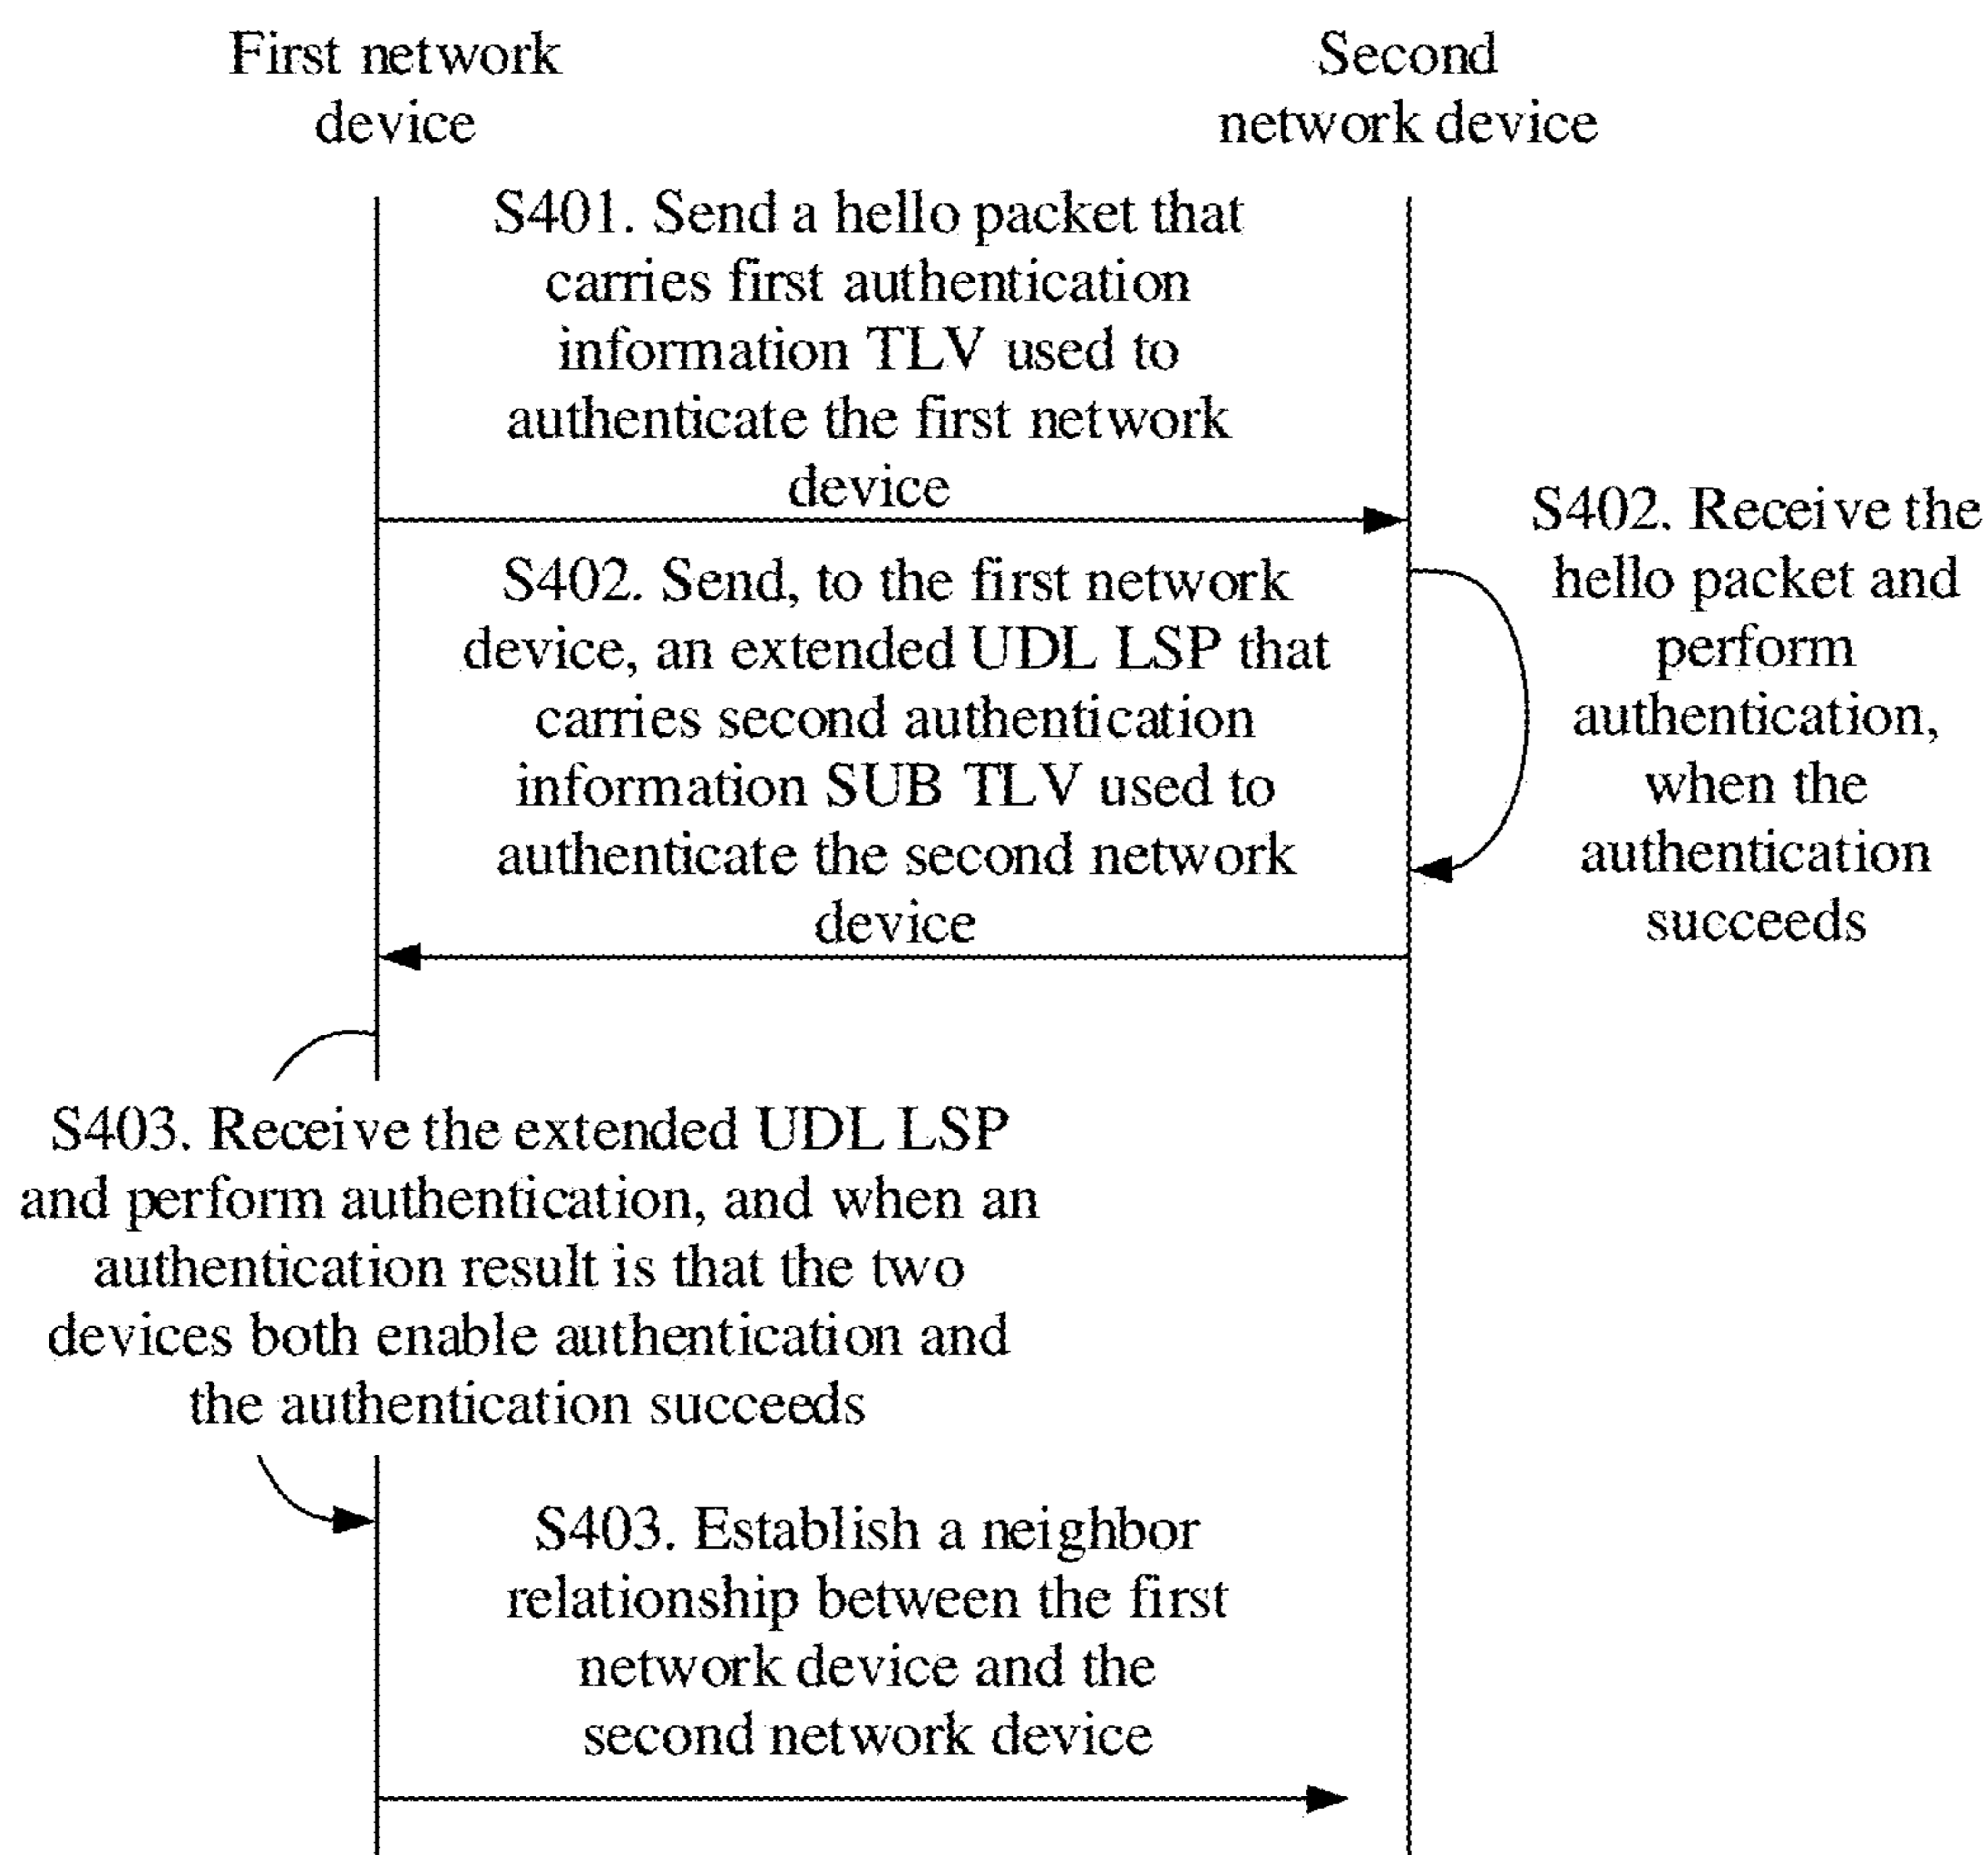 First network
device
Second
network device
S401. Send a hello packet that
carries first authentication
information TLV used to
authenticate the first network
device
S402. Receive the
hello packet and
perform
authentication,
when the
authentication
succeeds
S402. Send, to the first network
device, an extended UDL LSP that
carries second authentication
information SUB TLV used to
authenticate the second network
device
S403. Receive the extended UDL LSP
and perform authentication, and when an
authentication result is that the two
devices both enable authentication and
the authentication succeeds
S403. Establish a neighbor
relationship between the first
network device and the
second network device